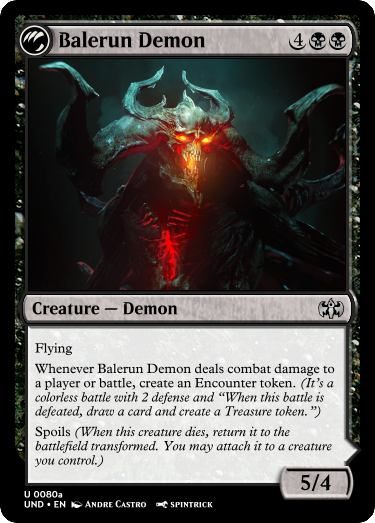 Balerun Demon 4
Creature — Demon
Flying
Whenever Balerun Demon deals combat damage to
a player or battle, create an Encounter token. (It's a
colorless battle with 2 defense and “When this battle is
defeated, draw a card and create a Treasure token.”)
Spoils (When this creature dies, return it to the
battlefield transformed. You may attach it to a creature
you control.)
5/4
U 0080a
UND • EN Andre Castro spintrick